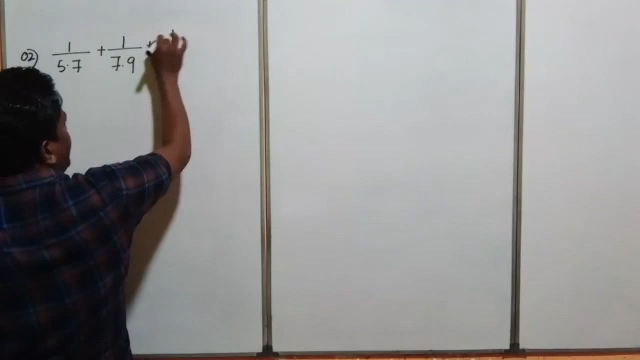 02) 1/5·7 + 1/7·9 +